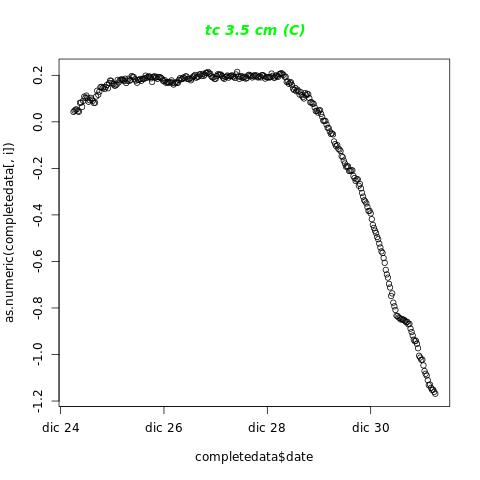 tc 3.5 cm (C)
as.numeric(completedata[, i])
0.2
0.0
-0.2
-0.4
-0.6
-0.8
-1.0
-1.2
dic 24 dic 26 dic 28 dic 30
completedata$date